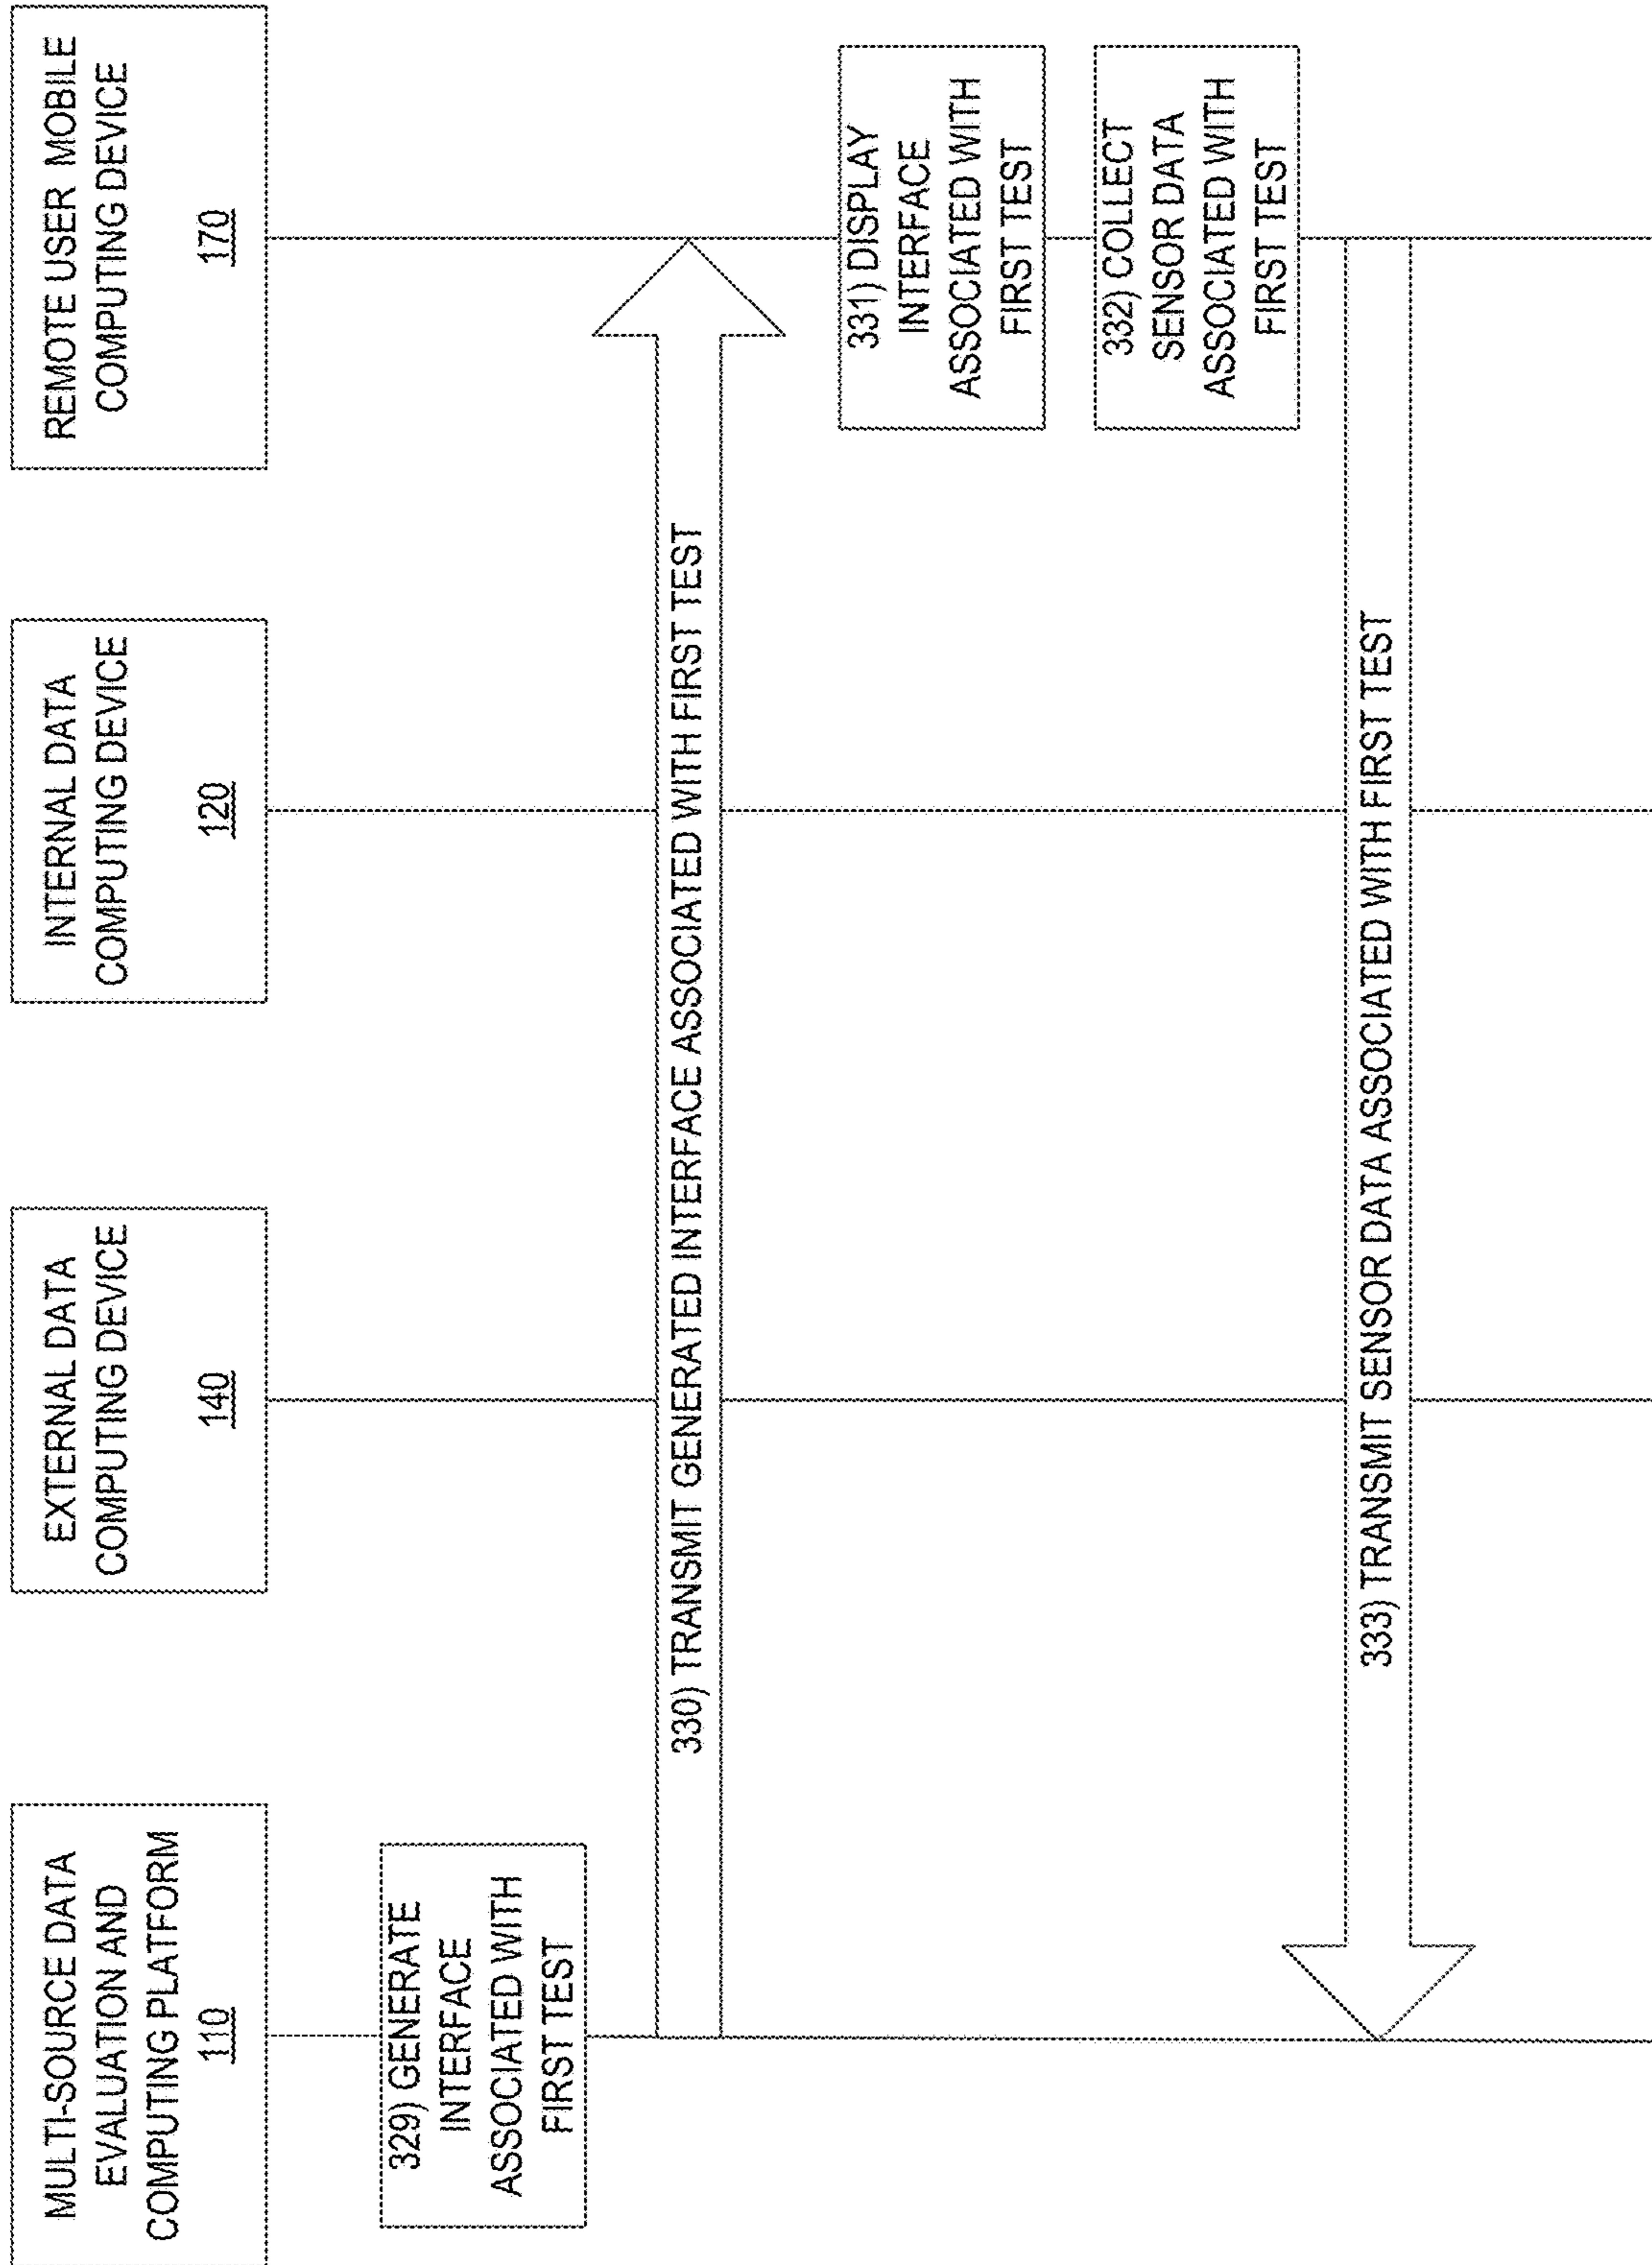 MULTI-SOURCE DATA
EVALUATION AND
COMPUTING PLATFORM
110
EXTERNAL DATA
COMPUTING DEVICE
140
INTERNAL DATA
COMPUTING DEVICE
120
REMOTE USER MOBILE
COMPUTING DEVICE
170
329) GENERATE
INTERFACE
ASSOCIATED WITH
FIRST TEST
330) TRANSMIT GENERATED INTERFACE ASSOCIATED WITH FIRST TEST
331) DISPLAY
INTERFACE
ASSOCIATED WITH
FIRST TEST
332) COLLECT
SENSOR DATA
ASSOCIATED WITH
FIRST TEST
333) TRANSMIT SENSOR DATA ASSOCIATED WITH FIRST TEST